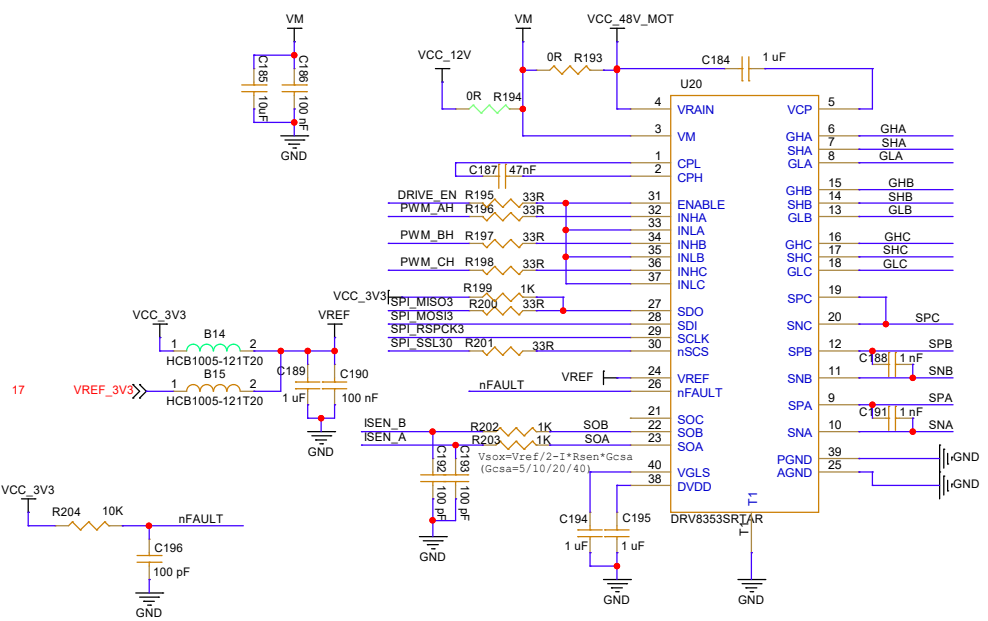 VM
C185
10uF
C186
100 nF
GND
VCC_12V
VM
VCC_48V_MOT
0R R193
0R R194
C184 1 uF
U20
4 VRAIN
3 VM
1 CPL
2 CPH
C187 47nF
DRIVE_EN R195 33R 31 ENABLE
PWM_AH R196 33R 32 INHA
33 INLA
PWM_BH R197 33R 34 INHB
35 INLB
PWM_CH R198 33R 36 INHC
37 INLC
VCC_3V3 R199 1K
SPI_MISO3 R200 33R 27 SDO
SPI_MOSI3 28 SDI
SPI_RSPCK3 29 SCLK
SPI_SSL30 R201 33R 30 nSCS
VREF 24 VREF
nFAULT 26 nFAULT
21 SOC
ISEN_B R202 1K SOB 22 SOB
ISEN_A R203 1K SOA 23 SOA
Vsox=Vref/2-I*Rsen*Gcsa
(Gcsa=5/10/20/40)
C192
100 pF
C193
100 pF
GND
40 VGLS
38 DVDD
C194 1 uF
C195 1 uF
GND
VCP 5
GHA 6 GHA
SHA 7 SHA
GLA 8 GLA
GHB 15 GHB
SHB 14 SHB
GLB 13 GLB
GHC 16 GHC
SHC 17 SHC
GLC 18 GLC
SPC 19
SNC 20 SPC
SPB 12 SPB
C188 1 nF
SNB 11 SNB
SPA 9 SPA
C191 1 nF
SNA 10 SNA
PGND 39 GND
AGND 25 GND
T1
DRV8353SRTAR
T1
GND
VCC_3V3
B14
1 2
HCB1005-121T20
VREF
17 VREF_3V3
B15
1 2
HCB1005-121T20
C189
1 uF
C190
100 nF
GND
VCC_3V3
R204 10K nFAULT
C196
100 pF
GND